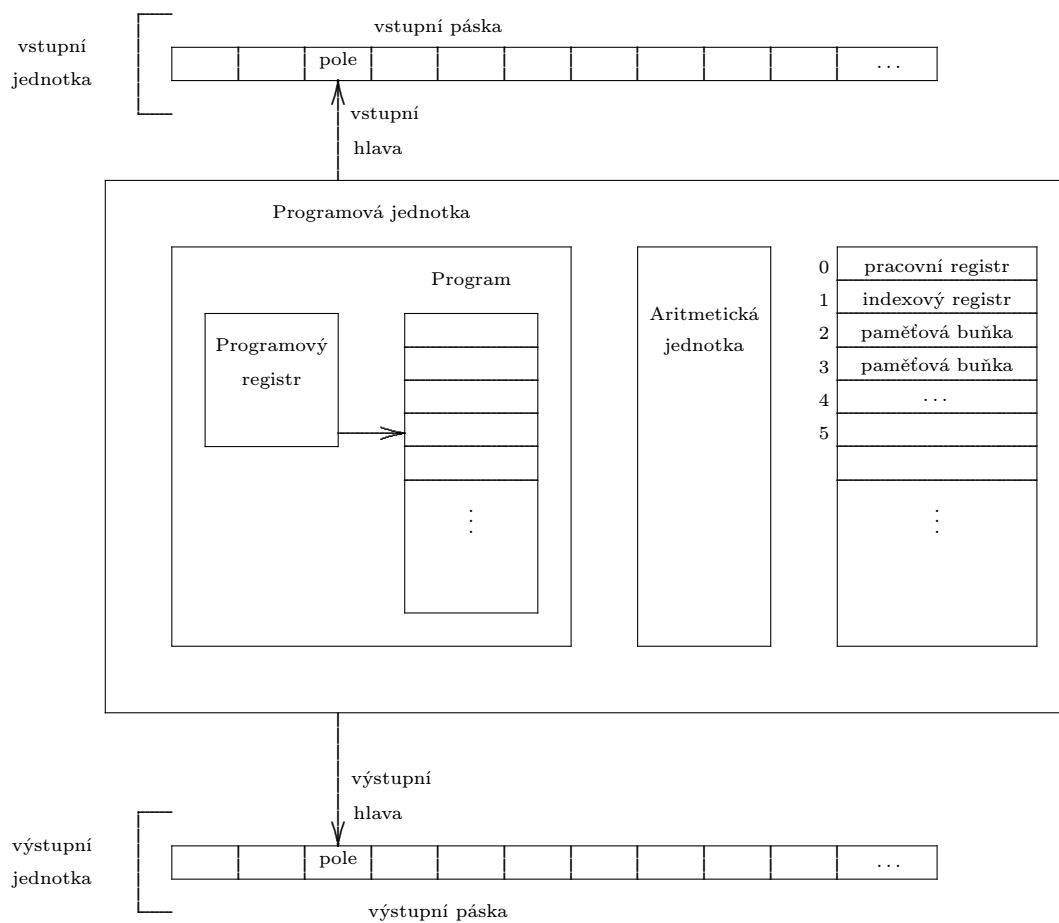 vstupní páska
vstupní
jednotka
pole
...
vstupní
hlava
Programová jednotka
Program
Programový
registr
Aritmetická
jednotka
0 pracovní registr
1 indexový registr
2 paměťová buňka
3 paměťová buňka
4 ...
5
výstupní
hlava
výstupní
jednotka
pole
...
výstupní páska